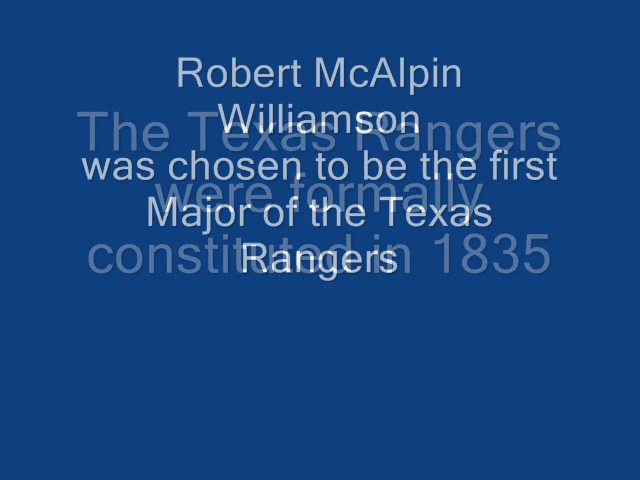 Robert McAlpin
Williamson
was chosen to be the first
Major of the Texas
Rangers
The Texas Rangers
were formally
constituted in 1835